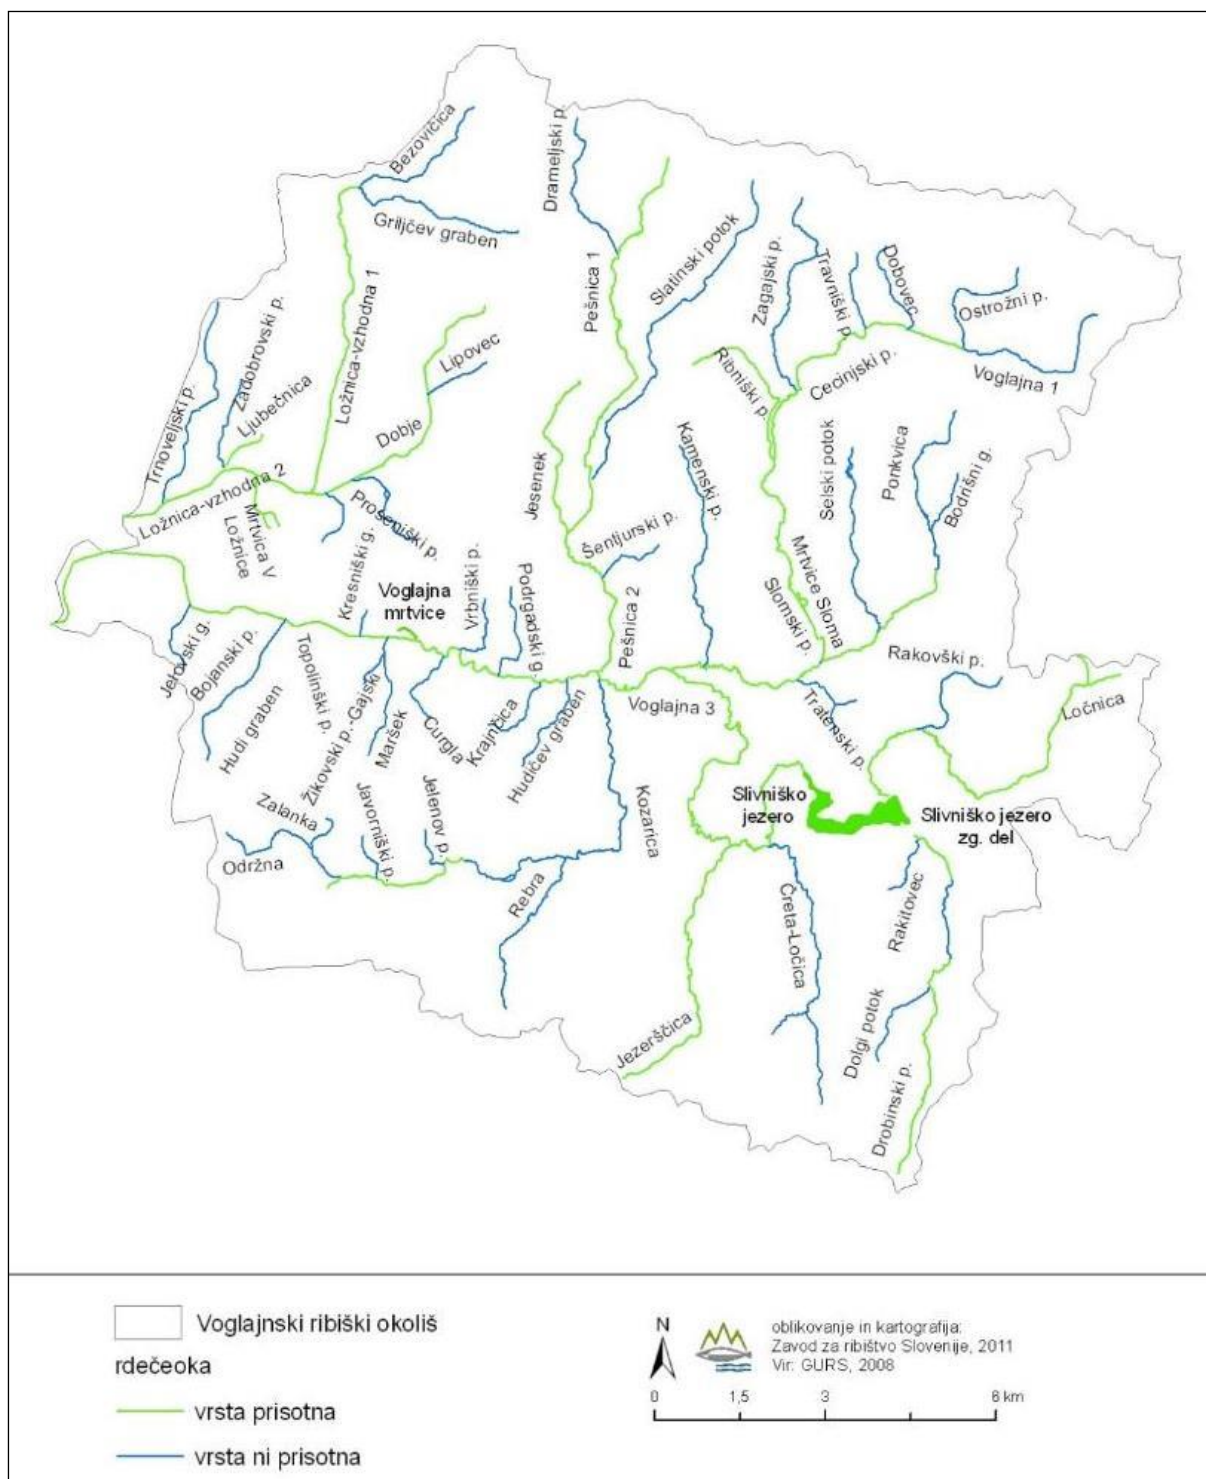 Bezovičica
Griljčev graben
Drameljski p.
Pešnica 1
Slatinski potok
Zagajski p.
Travniški p.
Dobovec
Ostrožni p.
Voglajna 1
Cecinjski p.
Ribniški p.
Ložnica-vzhodna 1
Lipovec
Dobje
Trnoveljski p.
Zadobrovski p.
Ljubečnica
Ložnica-vzhodna 2
Mrtvica V
Ložnice
Proseniški p.
Kresniški g.
Jesenek
Šentjurski p.
Kamenski p.
Selski potok
Ponkvica
Bodrišni g.
Mrtvice Sloma
Slomski p.
Voglajna
mrtvice
Vrbniški p.
Podrgadski g.
Pešnica 2
Rakovški p.
Ločnica
Jelovski g.
Bojanski p.
Hudi graben
Topolinški p.
Žikovski p.-Gajski
Maršek
Curgla
Krajnčica
Hudičev graben
Voglajna 3
Tratenski p.
Kozarica
Slivniško
jezero
Slivniško jezero
zg. del
Zalanka
Javorniški p.
Jelenov p.
Održna
Rebra
Čreta-Ločica
Rakitovec
Jezerščica
Dolgi potok
Drobinski p.
Voglajnski ribiški okoliš
rdečeoka
vrsta prisotna
vrsta ni prisotna
N
oblikovanje in kartografija:
Zavod za ribištvo Slovenije, 2011
Vir: GURS, 2008
0 1,5 3 6 km